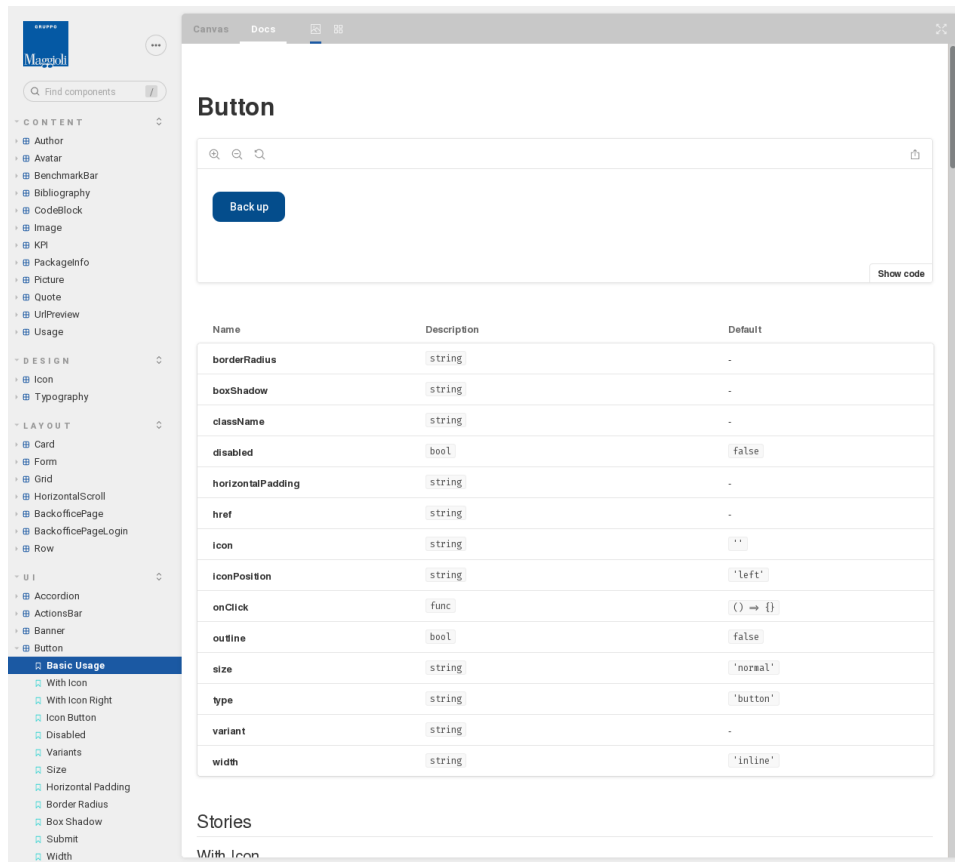 GRUPPO
Maggioli
Find components
/
CONTENT
Author
Avatar
BenchmarkBar
Bibliography
CodeBlock
Image
KPI
PackageInfo
Picture
Quote
UrlPreview
Usage
DESIGN
Icon
Typography
LAYOUT
Card
Form
Grid
HorizontalScroll
BackofficePage
BackofficePageLogin
Row
UI
Accordion
ActionsBar
Banner
Button
Basic Usage
With Icon
With Icon Right
Icon Button
Disabled
Variants
Size
Horizontal Padding
Border Radius
Box Shadow
Submit
Width
Canvas Docs
Button
Back up
Show code
Name Description Default
borderRadius string -
boxShadow string -
className string -
disabled bool false
horizontalPadding string -
href string -
icon string ''
iconPosition string 'left'
onClick func () => {}
outline bool false
size string 'normal'
type string 'button'
variant string -
width string 'inline'
Stories
With Icon